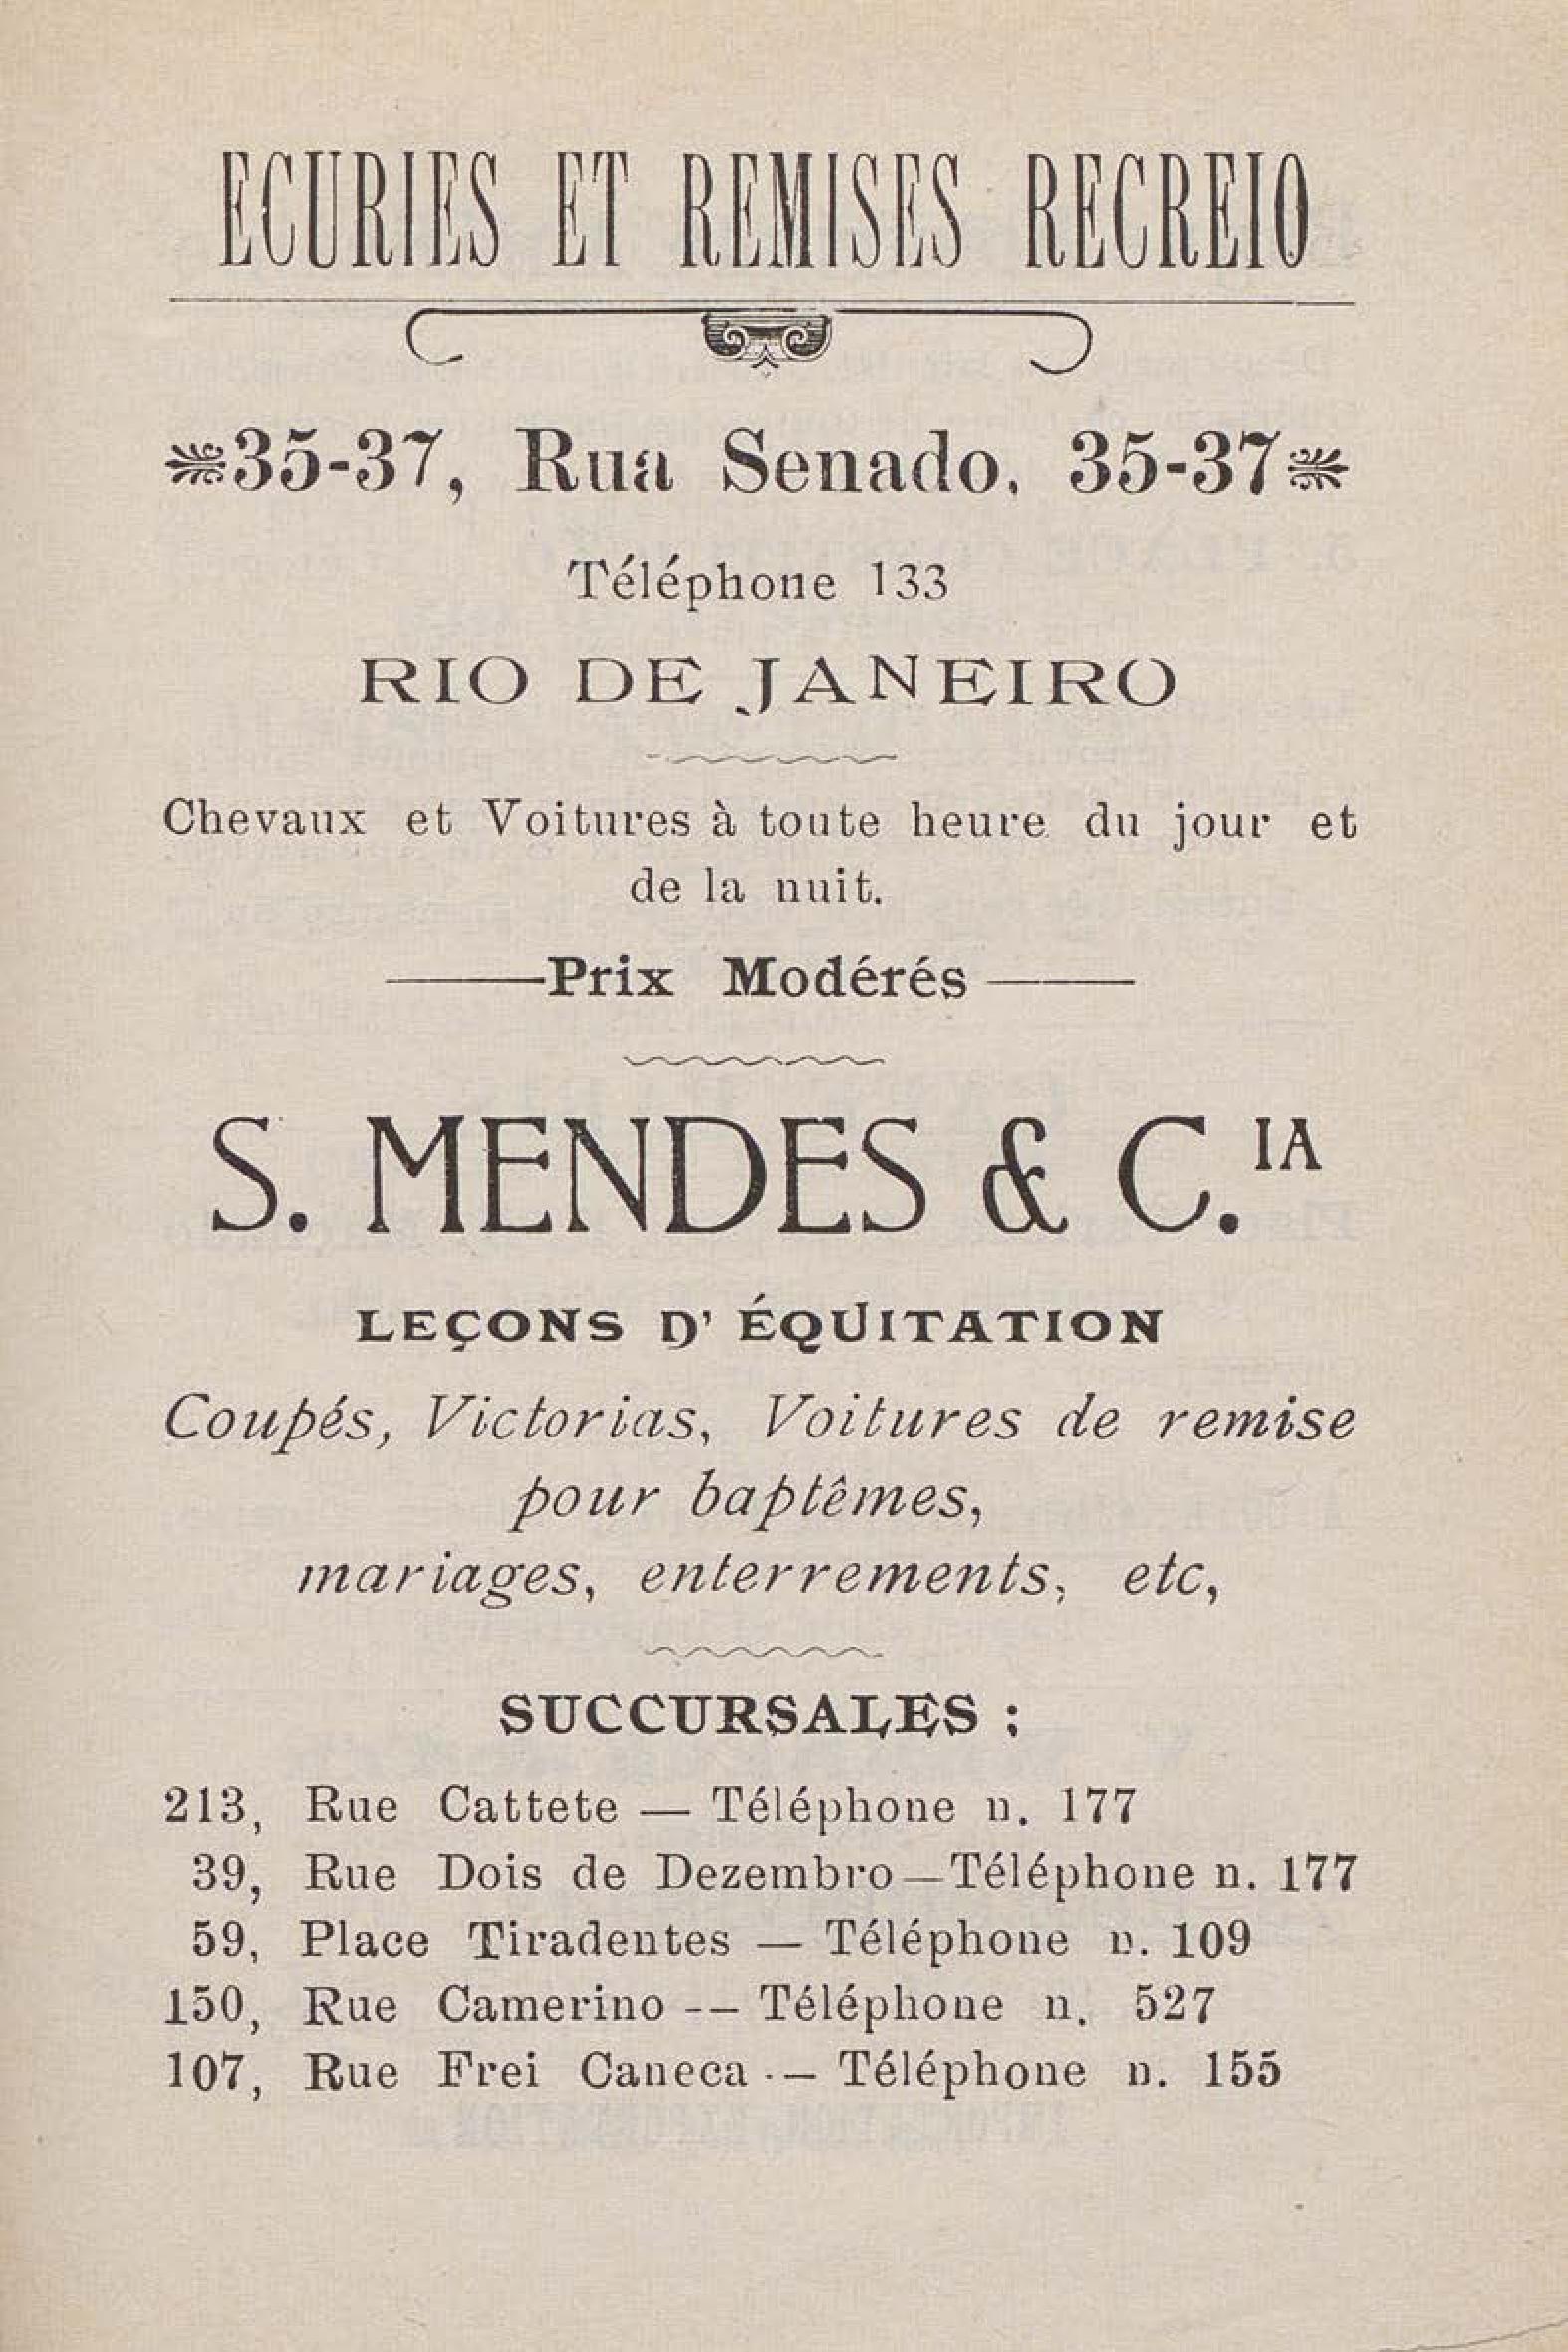 ECURIES ET REMISES RECREIO
35-37, Rua Senado, 35-37
Téléphone 133
RIO DE JANEIRO
Chevaux et Voitures à toute heure du jour et
de la nuit.
Prix Modérés
S. MENDES & C.IA
LEÇONS D' ÉQUITATION
Coupés, Victorias, Voitures de remise
pour baptêmes,
mariages, enterrements, etc,
SUCCURSALES :
213, Rue Cattete — Téléphone n. 177
39, Rue Dois de Dezembro—Téléphone n. 177
59, Place Tiradentes — Téléphone n. 109
150, Rue Camerino -- Téléphone n. 527
107, Rue Frei Caneca — Téléphone n. 155